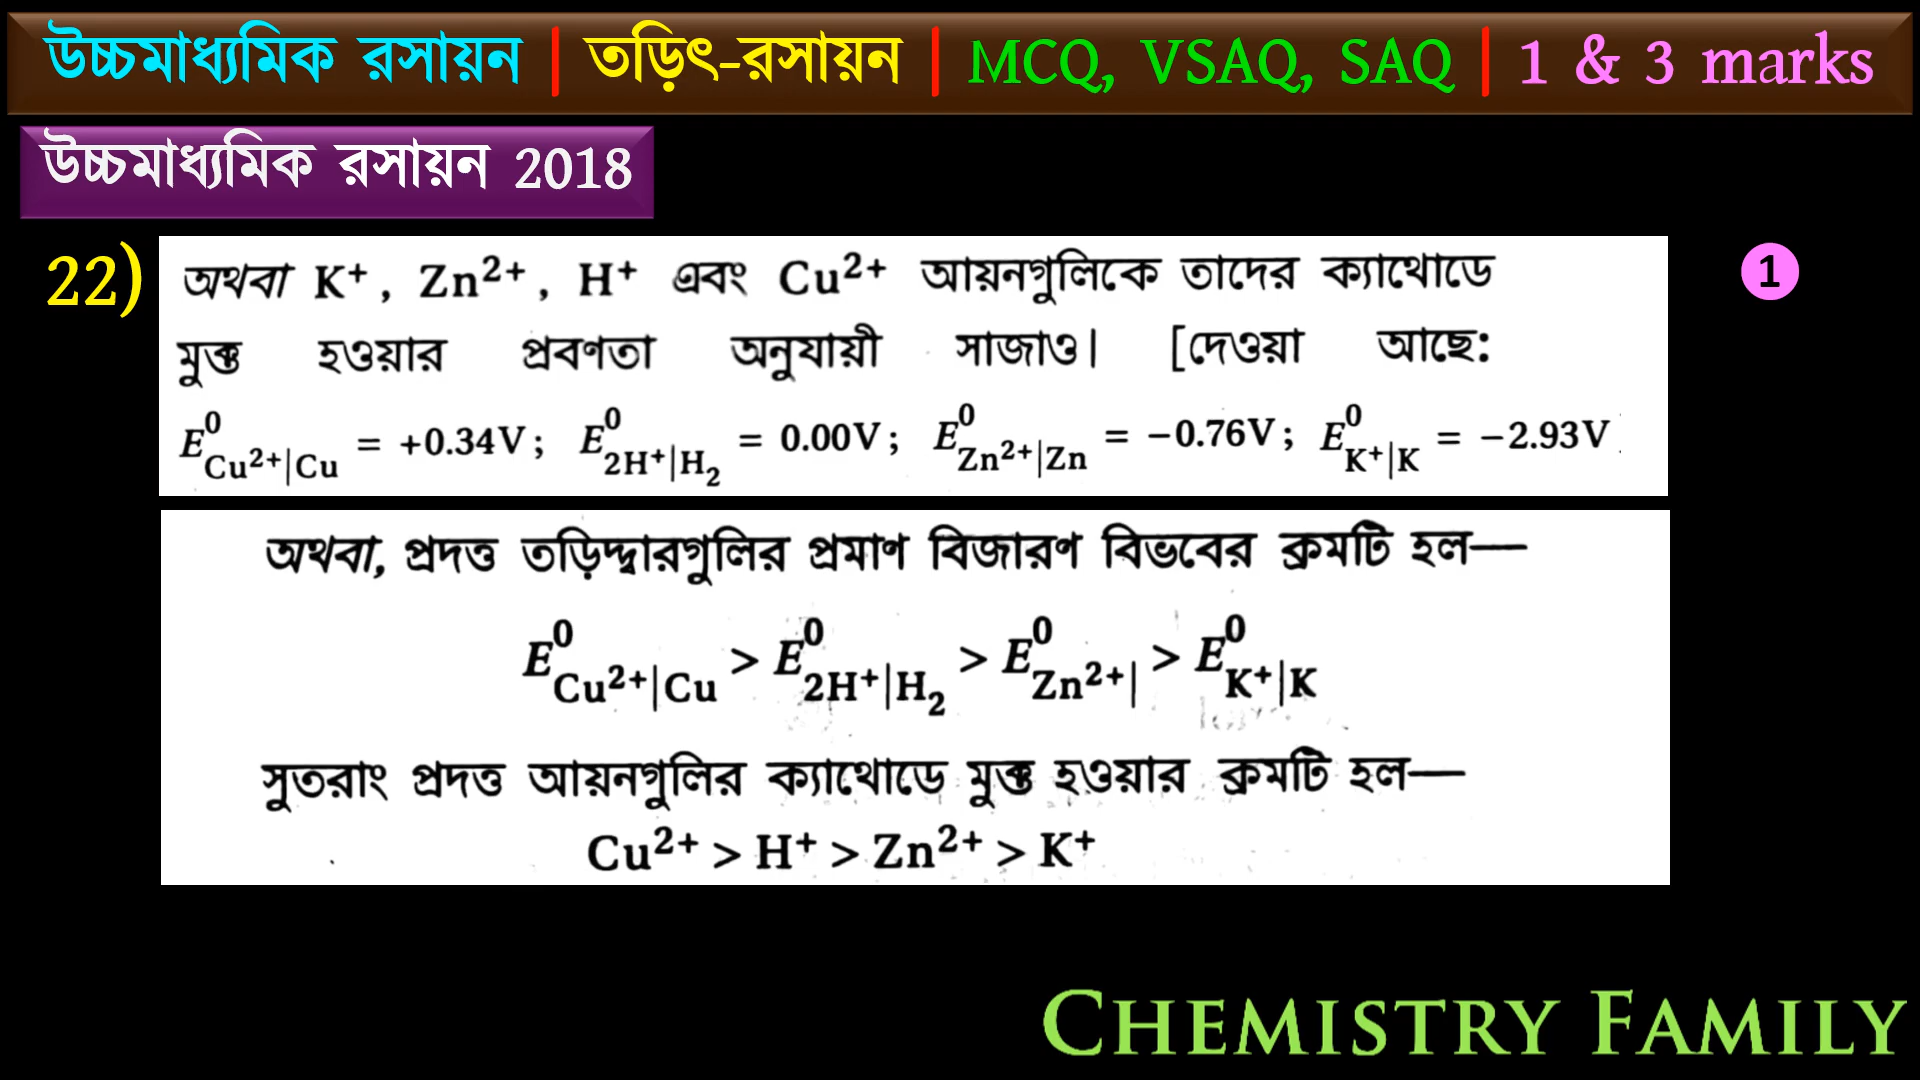 উচ্চমাধ্যমিক রসায়ন | তড়িৎ-রসায়ন | MCQ, VSAQ, SAQ | 1 & 3 marks
উচ্চমাধ্যমিক রসায়ন 2018
22) অথবা K⁺, Zn²⁺, H⁺ এবং Cu²⁺ আয়নগুলিকে তাদের ক্যাথোডে 1
মুক্ত হওয়ার প্রবণতা অনুযায়ী সাজাও। [দেওয়া আছে:
E⁰Cu²⁺|Cu = +0.34V; E⁰2H⁺|H₂ = 0.00V; E⁰Zn²⁺|Zn = −0.76V; E⁰K⁺|K = −2.93V
অথবা, প্রদত্ত তড়িদ্দ্বারগুলির প্রমাণ বিজারণ বিভবের ক্রমটি হল—
E⁰Cu²⁺|Cu > E⁰2H⁺|H₂ > E⁰Zn²⁺| > E⁰K⁺|K
সুতরাং প্রদত্ত আয়নগুলির ক্যাথোডে মুক্ত হওয়ার ক্রমটি হল—
Cu²⁺ > H⁺ > Zn²⁺ > K⁺
CHEMISTRY FAMILY